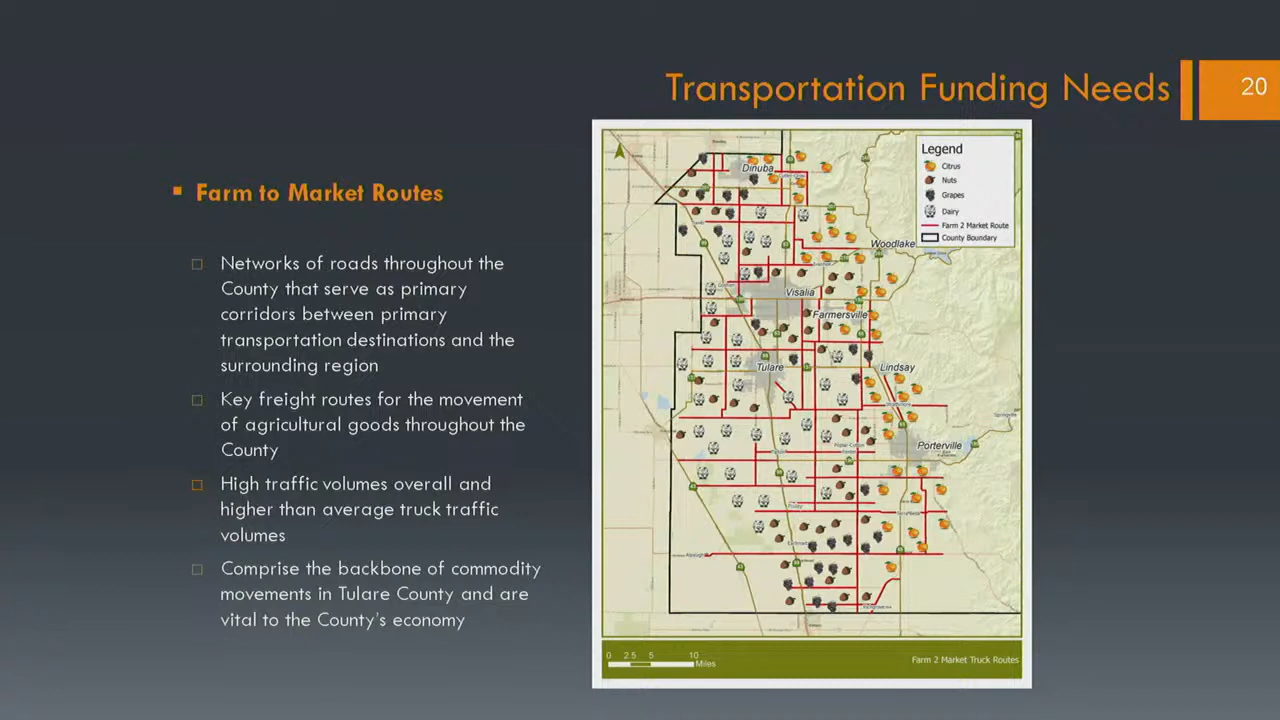 Transportation Funding Needs
20
Farm to Market Routes
Networks of roads throughout the
County that serve as primary
corridors between primary
transportation destinations and the
surrounding region
Key freight routes for the movement
of agricultural goods throughout the
County
High traffic volumes overall and
higher than average truck traffic
volumes
Comprise the backbone of commodity
movements in Tulare County and are
vital to the County's economy
Legend
Citrus
Nuts
Grapes
Dairy
Farm 2 Market Route
County Boundary
Dinuba
Woodlake
Visalia
Farmersville
Tulare
Lindsay
Porterville
0 2.5 5 10
Miles
Farm 2 Market Truck Routes